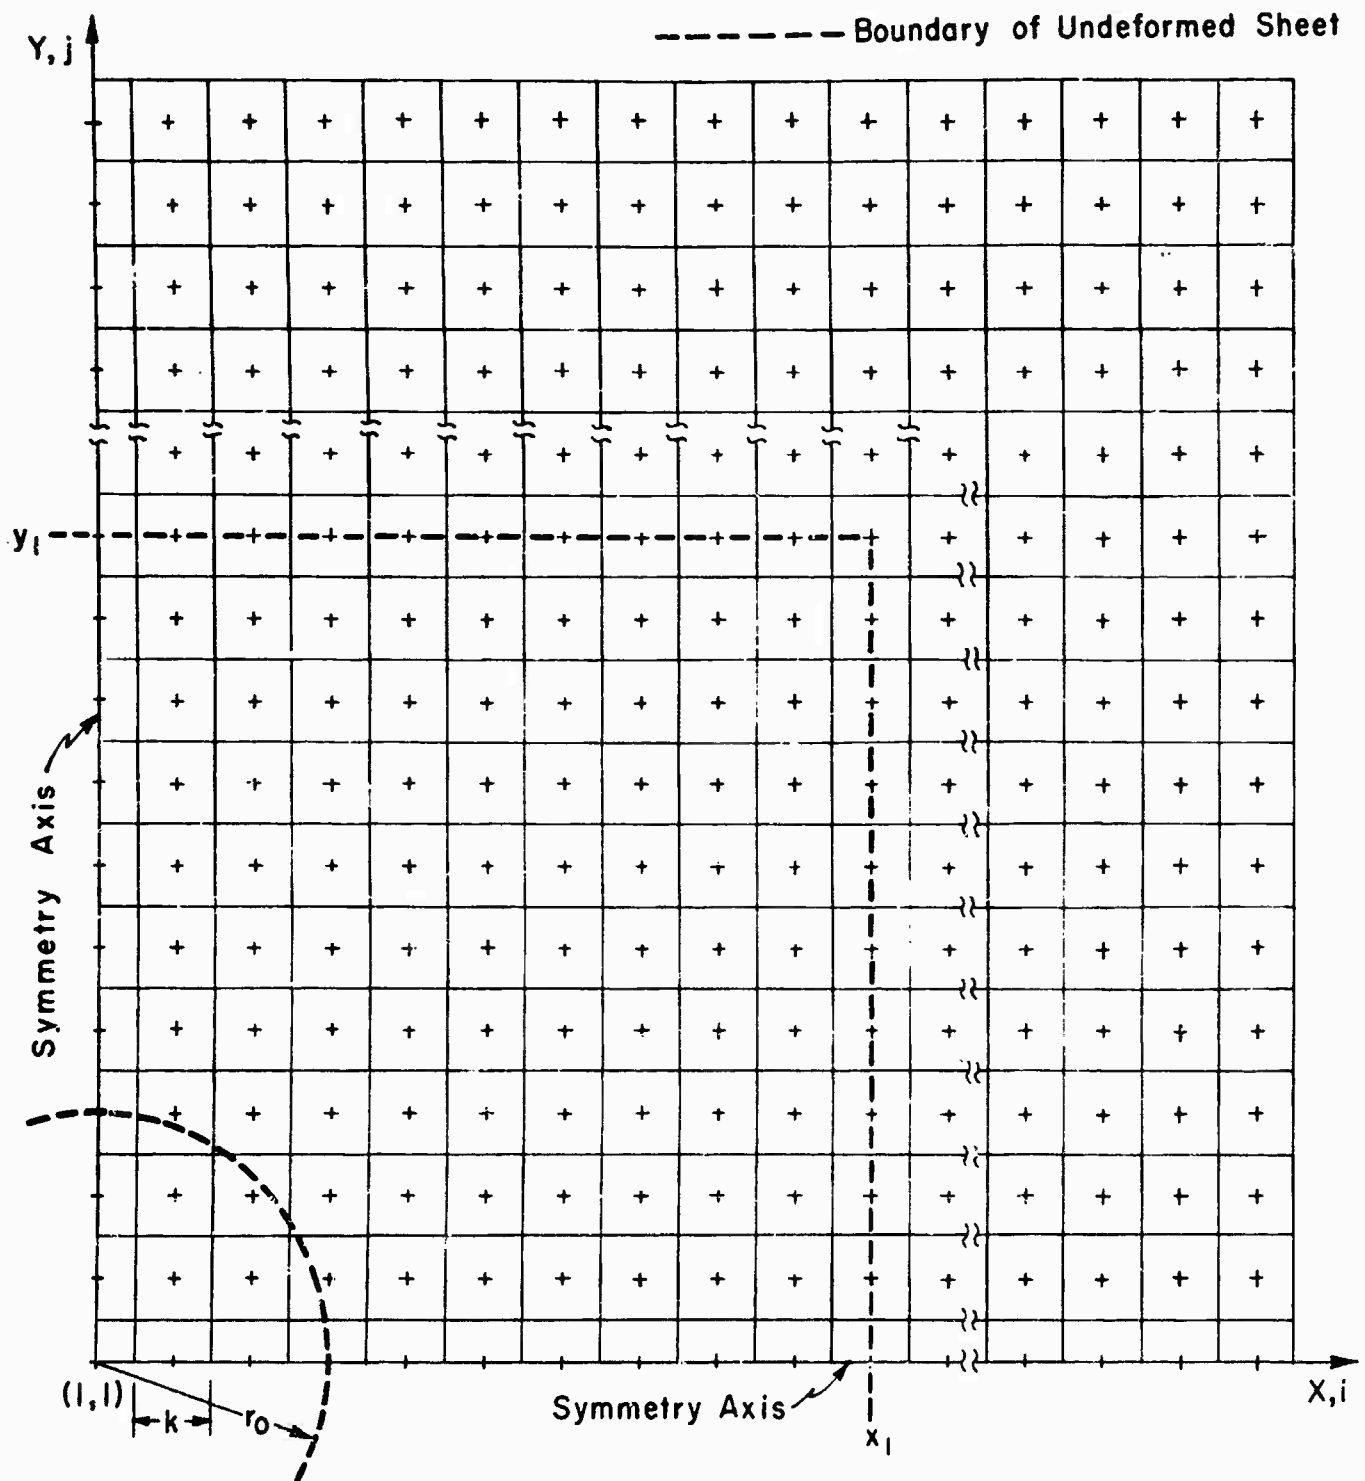 Boundary of Undeformed Sheet
Y, j
y₁
Symmetry Axis
(1,1)
k
r₀
Symmetry Axis
x₁
X, i